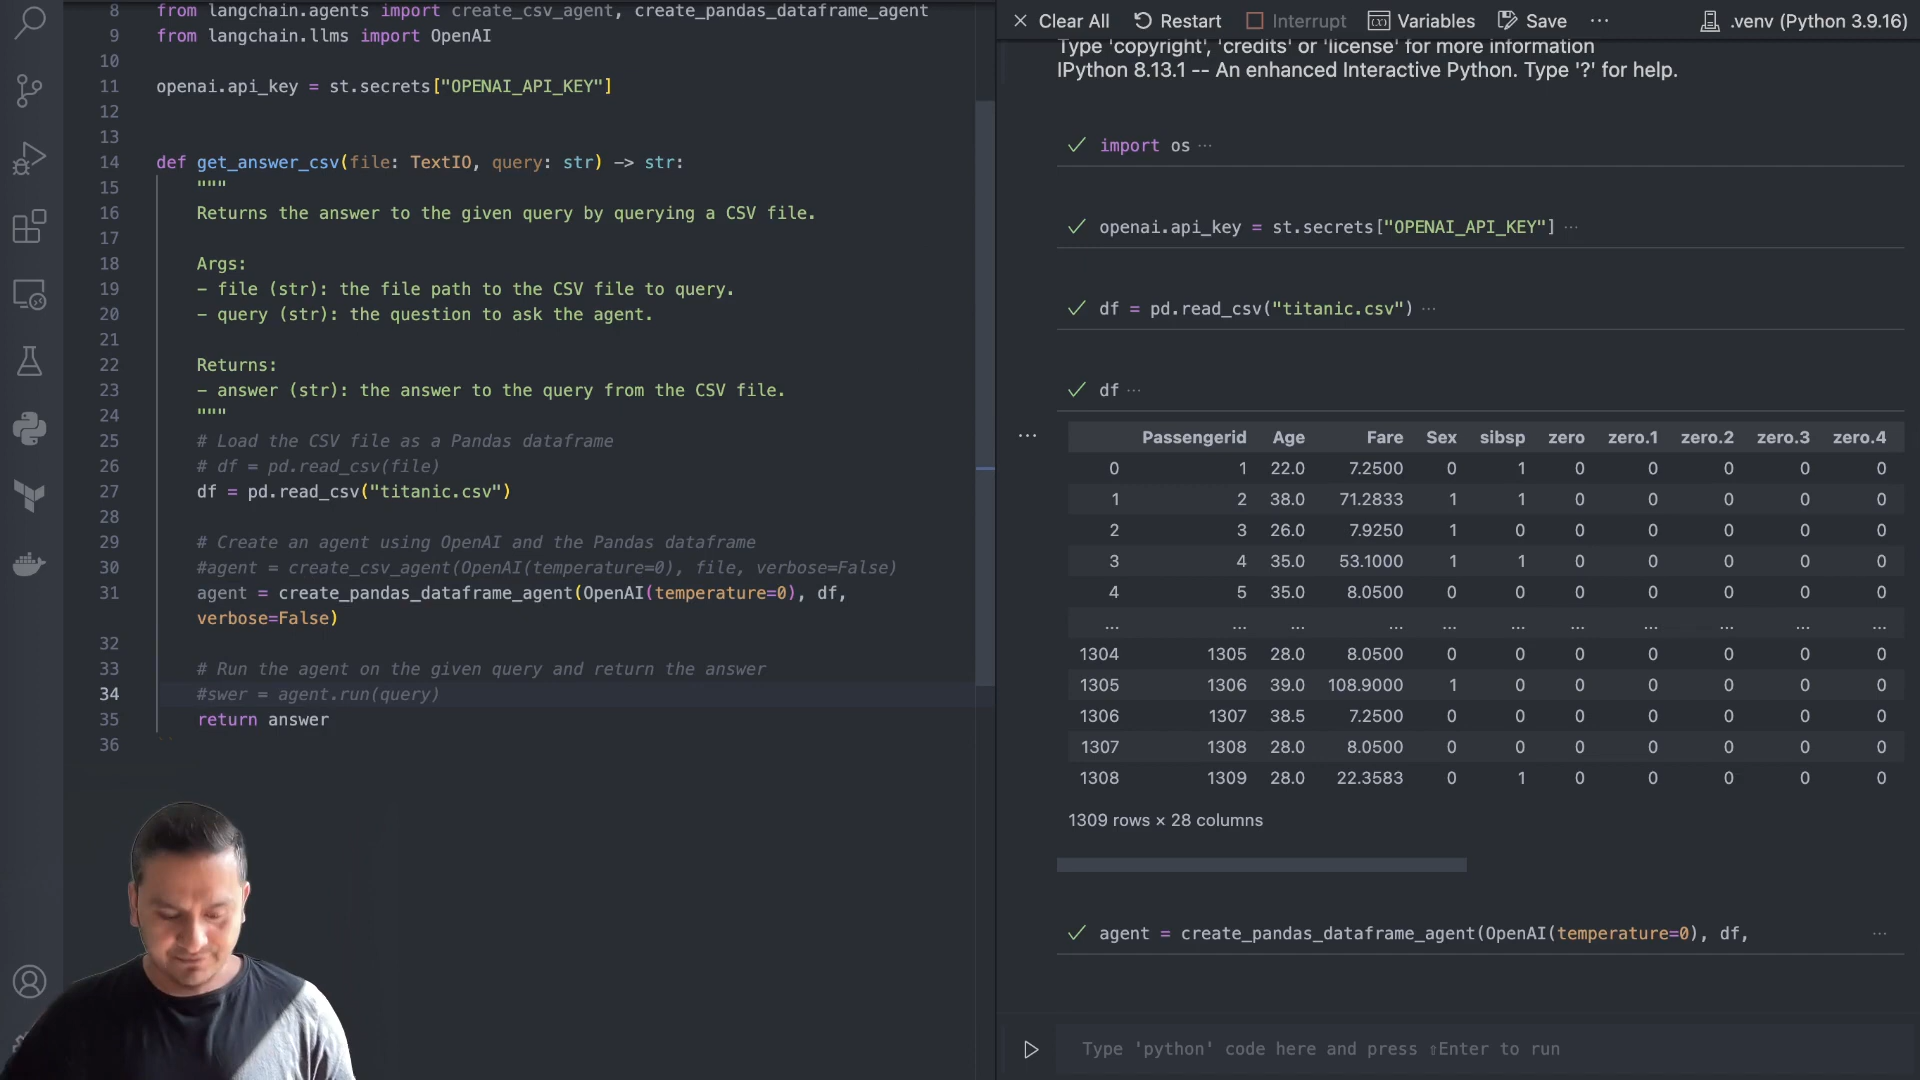 8 from langchain.agents import create_csv_agent, create_pandas_dataframe_agent
9 from langchain.llms import OpenAI
10
11 openai.api_key = st.secrets["OPENAI_API_KEY"]
12
13
14 def get_answer_csv(file: TextIO, query: str) -> str:
15 """
16 Returns the answer to the given query by querying a CSV file.
17
18 Args:
19 - file (str): the file path to the CSV file to query.
20 - query (str): the question to ask the agent.
21
22 Returns:
23 - answer (str): the answer to the query from the CSV file.
24 """
25 # Load the CSV file as a Pandas dataframe
26 # df = pd.read_csv(file)
27 df = pd.read_csv("titanic.csv")
28
29 # Create an agent using OpenAI and the Pandas dataframe
30 #agent = create_csv_agent(OpenAI(temperature=0), file, verbose=False)
31 agent = create_pandas_dataframe_agent(OpenAI(temperature=0), df,
verbose=False)
32
33 # Run the agent on the given query and return the answer
34 #swer = agent.run(query)
35 return answer
36
Clear All Restart Interrupt Variables Save ··· .venv (Python 3.9.16)
Type 'copyright', 'credits' or 'license' for more information
IPython 8.13.1 -- An enhanced Interactive Python. Type '?' for help.
import os ···
openai.api_key = st.secrets["OPENAI_API_KEY"] ···
df = pd.read_csv("titanic.csv") ···
df ···
Passengerid Age Fare Sex sibsp zero zero.1 zero.2 zero.3 zero.4
0 1 22.0 7.2500 0 1 0 0 0 0 0
1 2 38.0 71.2833 1 1 0 0 0 0 0
2 3 26.0 7.9250 1 0 0 0 0 0 0
3 4 35.0 53.1000 1 1 0 0 0 0 0
4 5 35.0 8.0500 0 0 0 0 0 0 0
... ... ... ... ... ... ... ... ... ... ...
1304 1305 28.0 8.0500 0 0 0 0 0 0 0
1305 1306 39.0 108.9000 1 0 0 0 0 0 0
1306 1307 38.5 7.2500 0 0 0 0 0 0 0
1307 1308 28.0 8.0500 0 0 0 0 0 0 0
1308 1309 28.0 22.3583 0 1 0 0 0 0 0
1309 rows × 28 columns
agent = create_pandas_dataframe_agent(OpenAI(temperature=0), df, ···
Type 'python' code here and press ⇧Enter to run